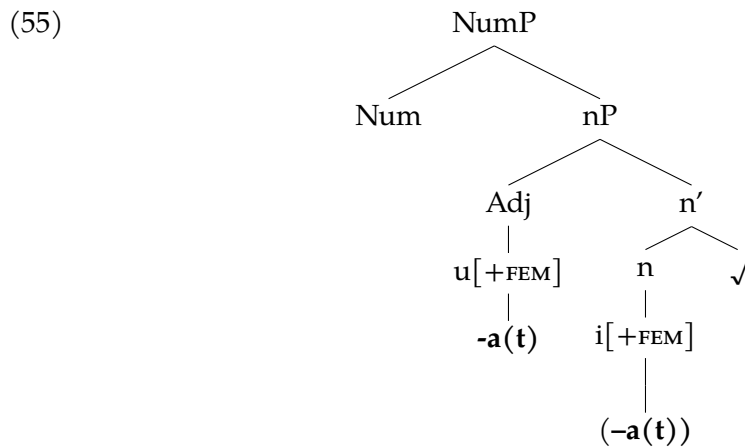 (55) NumP
Num nP
Adj n’
u[+FEM] n √
-a(t) i[+FEM]
(–a(t))